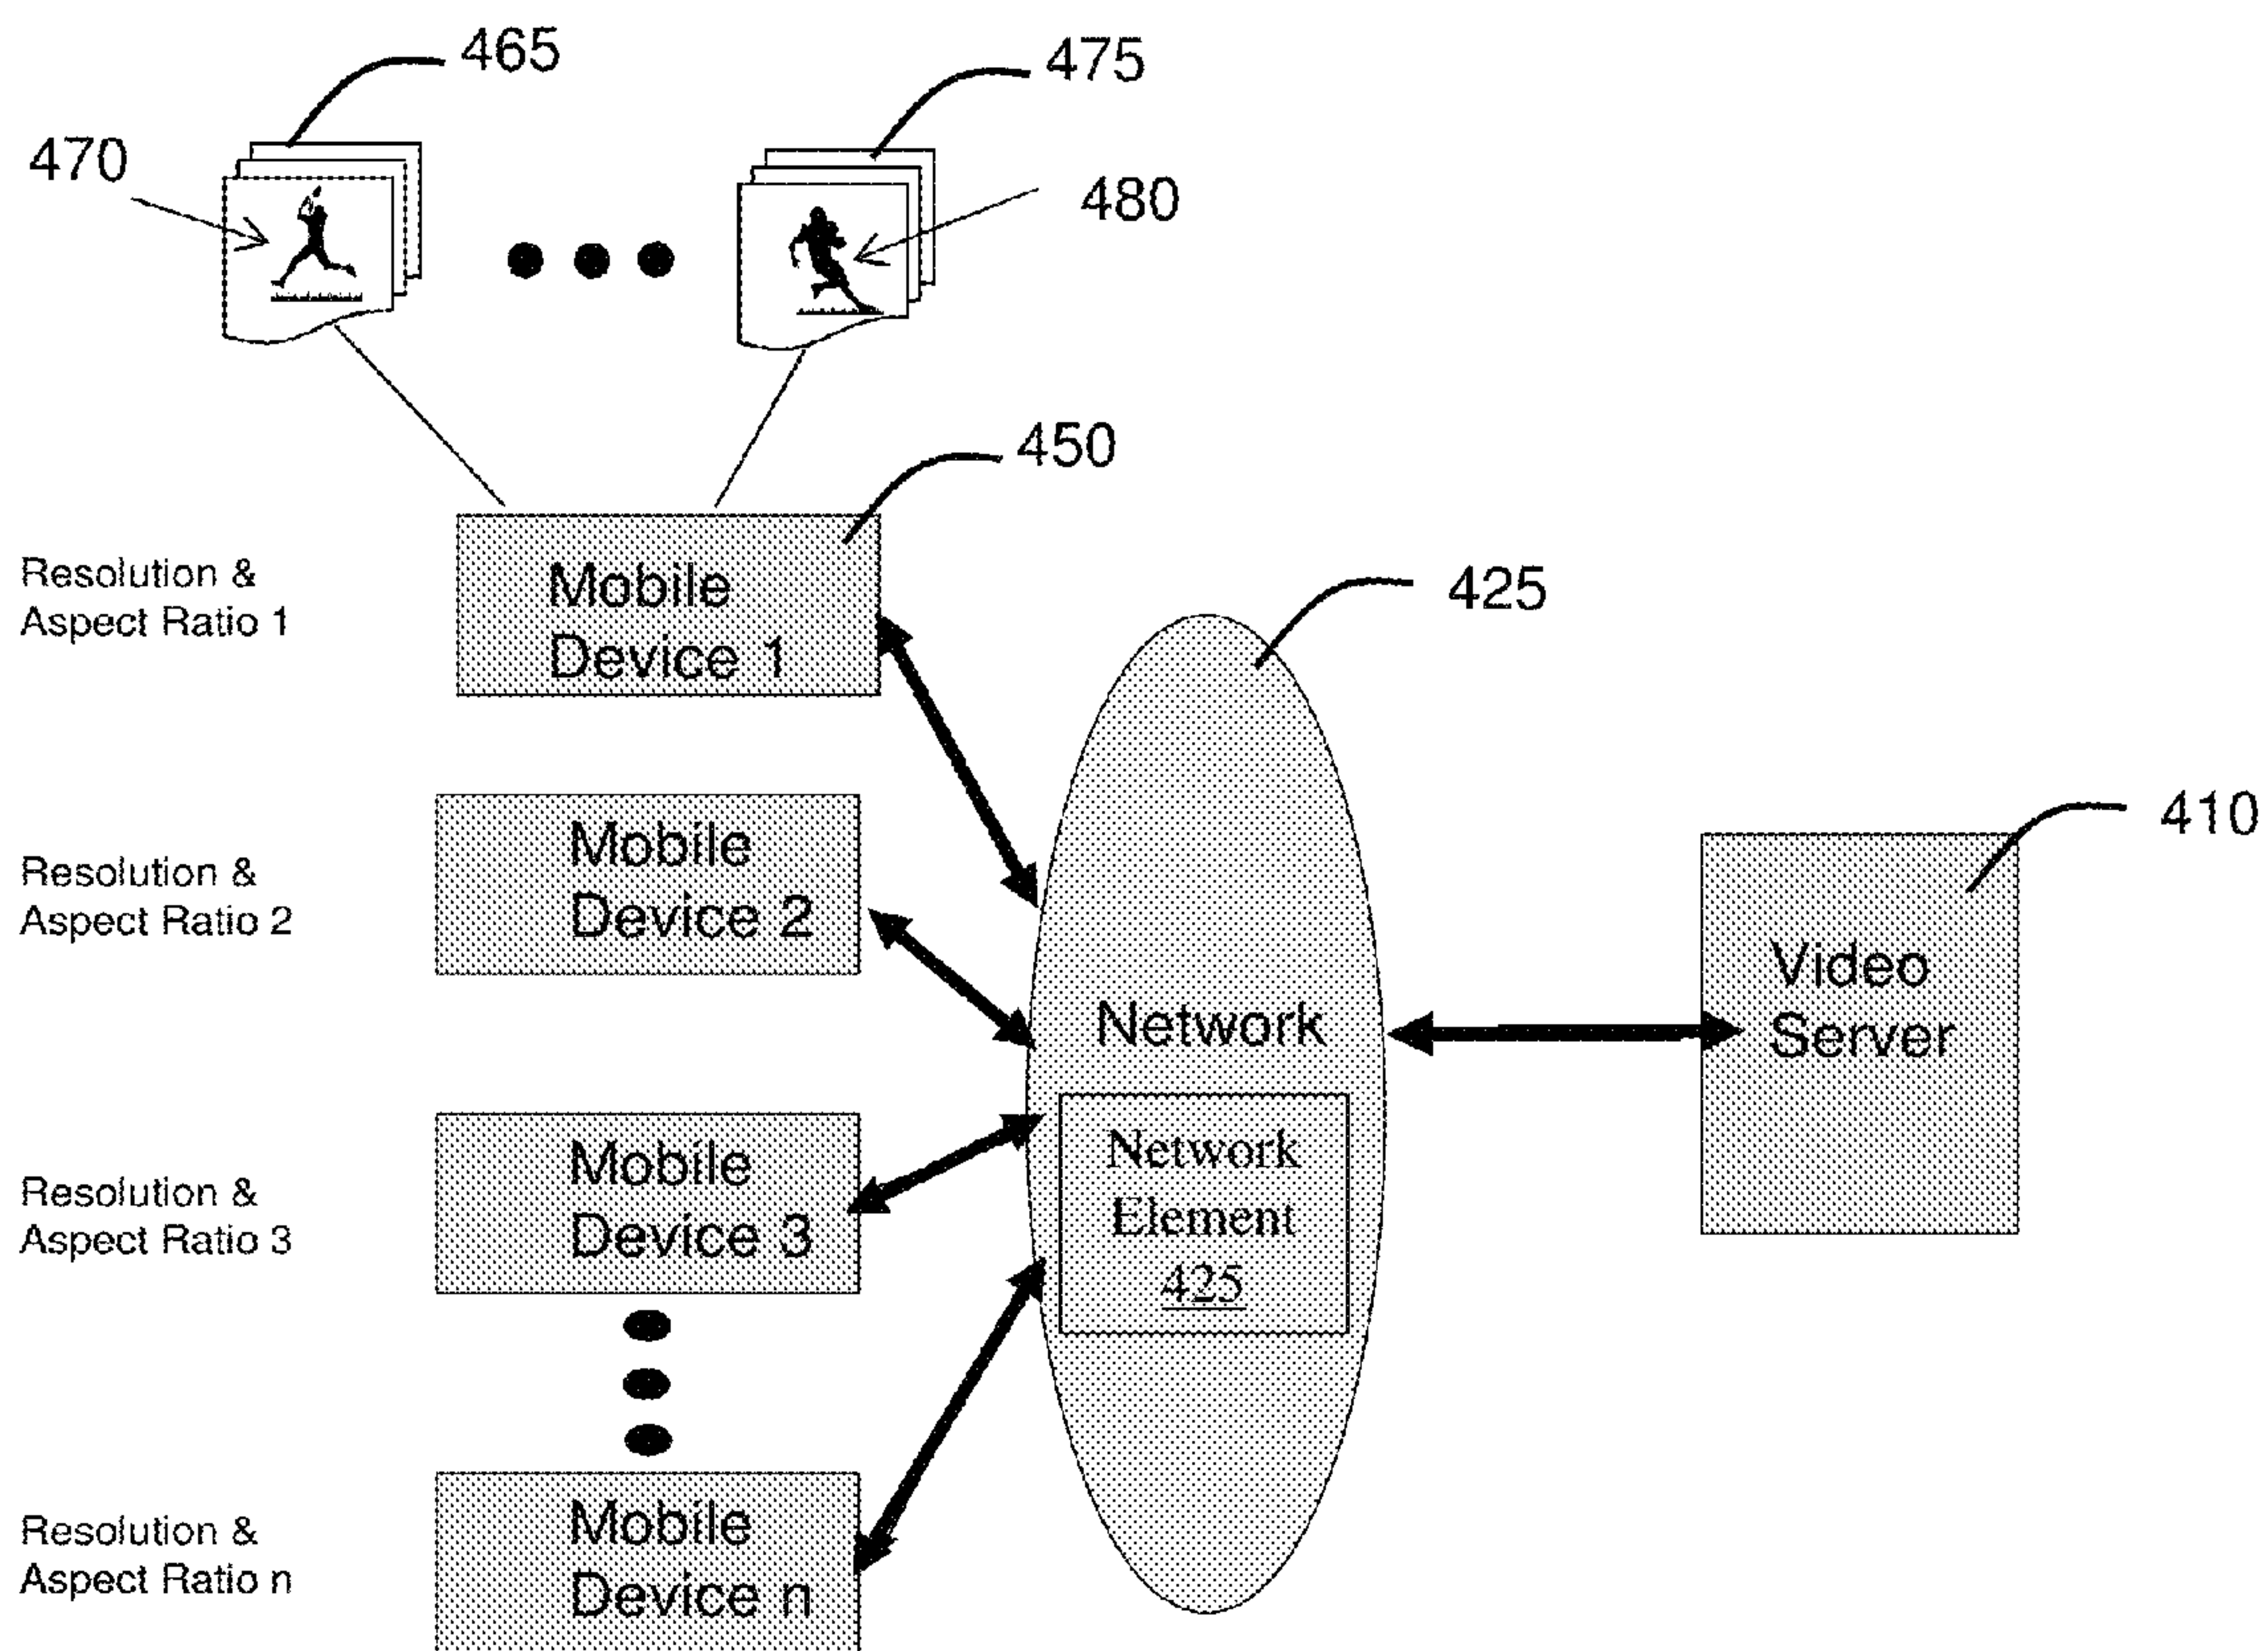 465
475
470
480
450
Resolution &
Aspect Ratio 1
Mobile
Device 1
425
Resolution &
Aspect Ratio 2
Mobile
Device 2
410
Video
Server
Network
Resolution &
Aspect Ratio 3
Mobile
Device 3
Network
Element
425
Resolution &
Aspect Ratio n
Mobile
Device n